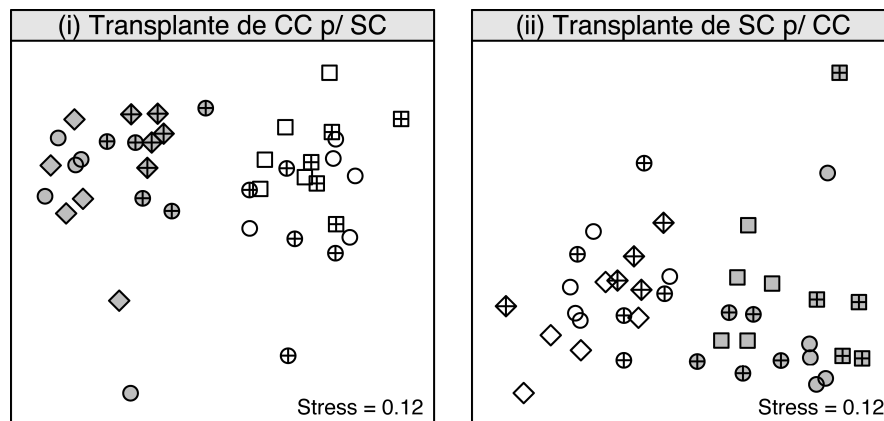 (i) Transplante de CC p/ SC
(ii) Transplante de SC p/ CC
Stress = 0.12
Stress = 0.12